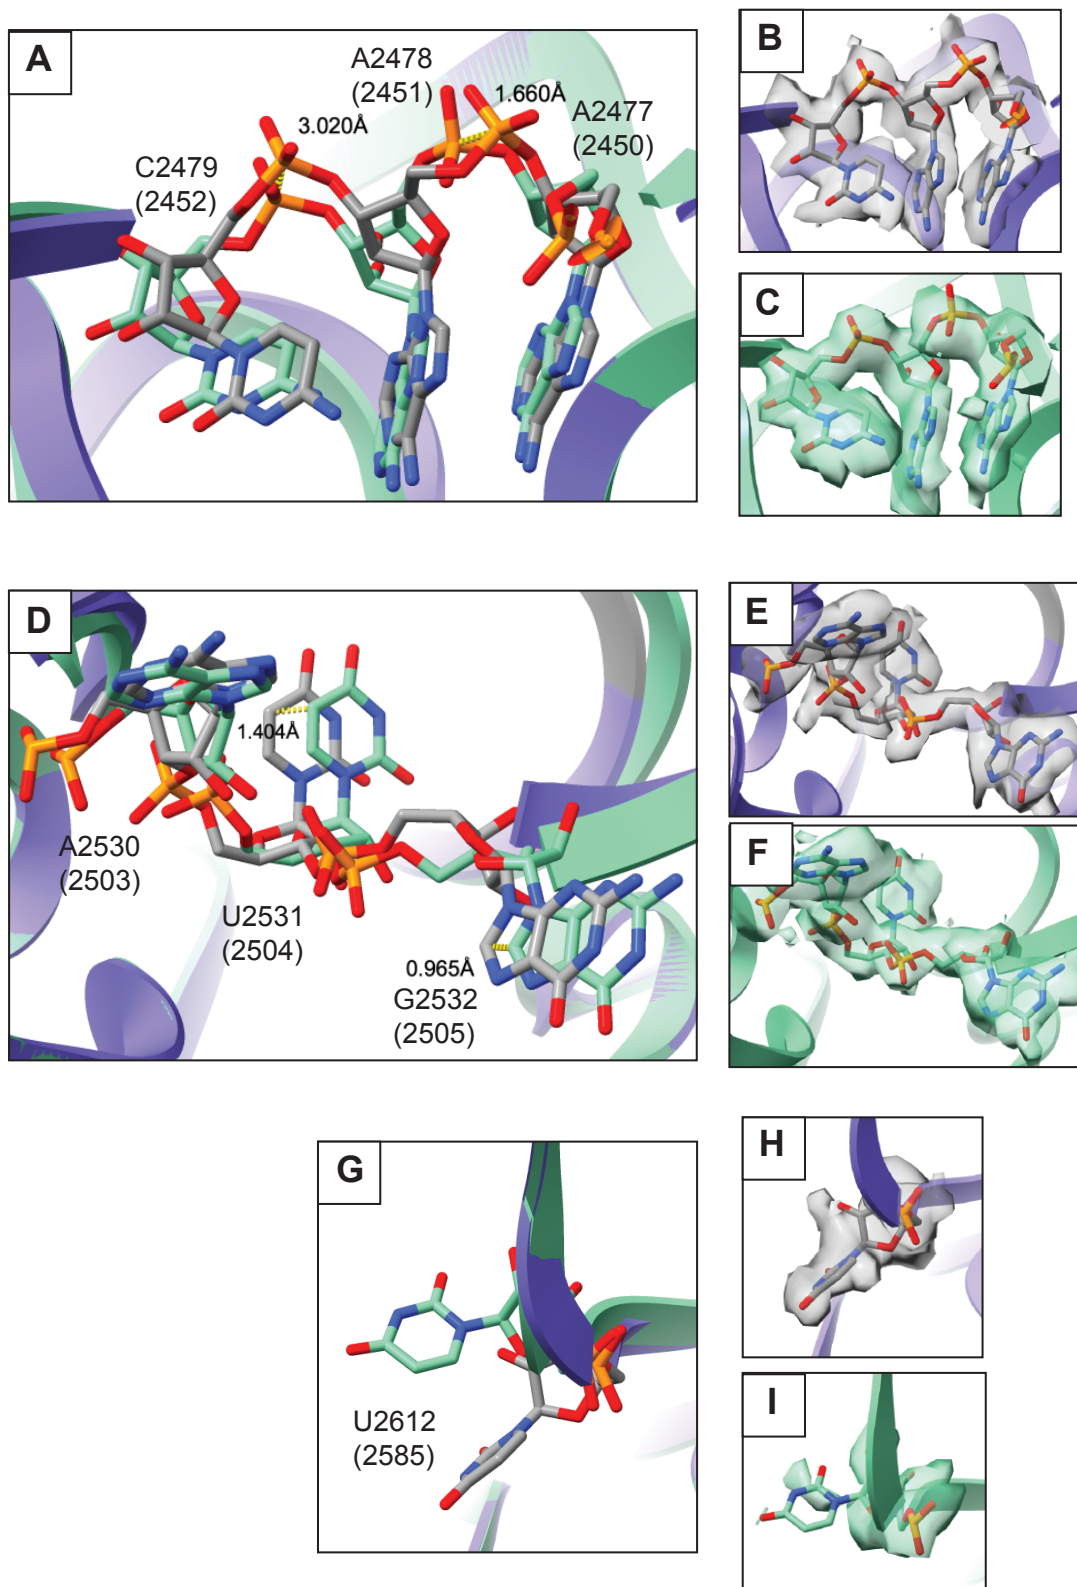 A
A2478
(2451)
1.660Å
3.020Å
A2477
(2450)
C2479
(2452)
B
C
D
1.404Å
A2530
(2503)
U2531
(2504)
0.965Å
G2532
(2505)
E
F
G
U2612
(2585)
H
I